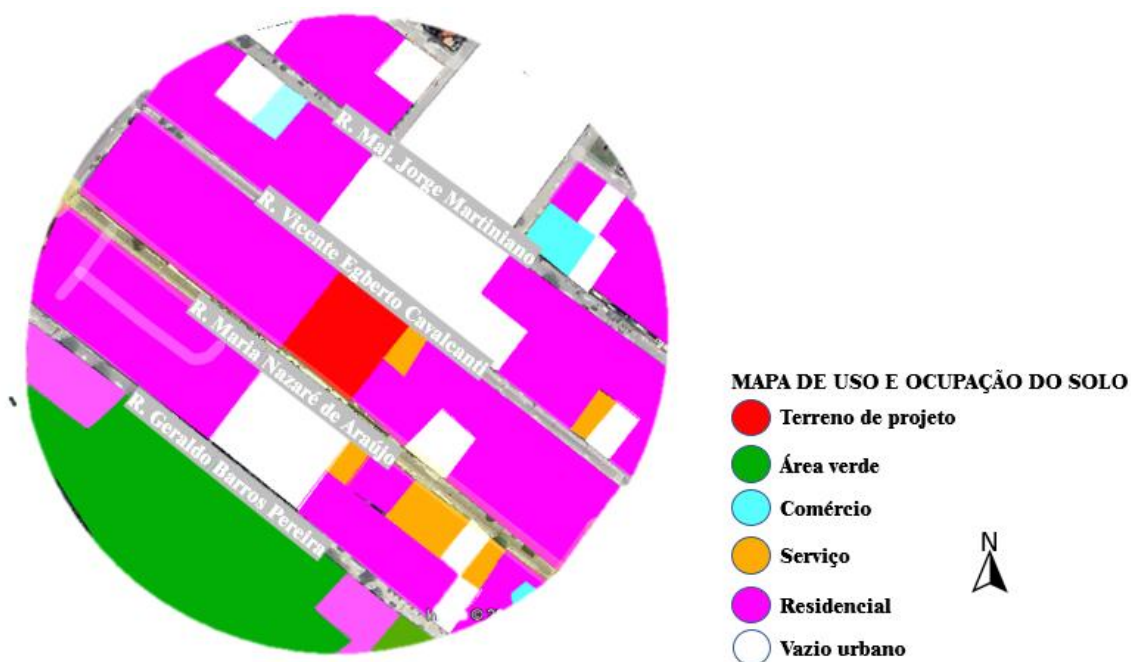 R. Maj. Jorge Martiniano
R. Vicente Egberto Cavalcanti
R. Maria Nazaré de Araújo
R. Geraldo Barros Pereira
MAPA DE USO E OCUPAÇÃO DO SOLO
Terreno de projeto
Área verde
Comércio
Serviço
Residencial
Vazio urbano
N